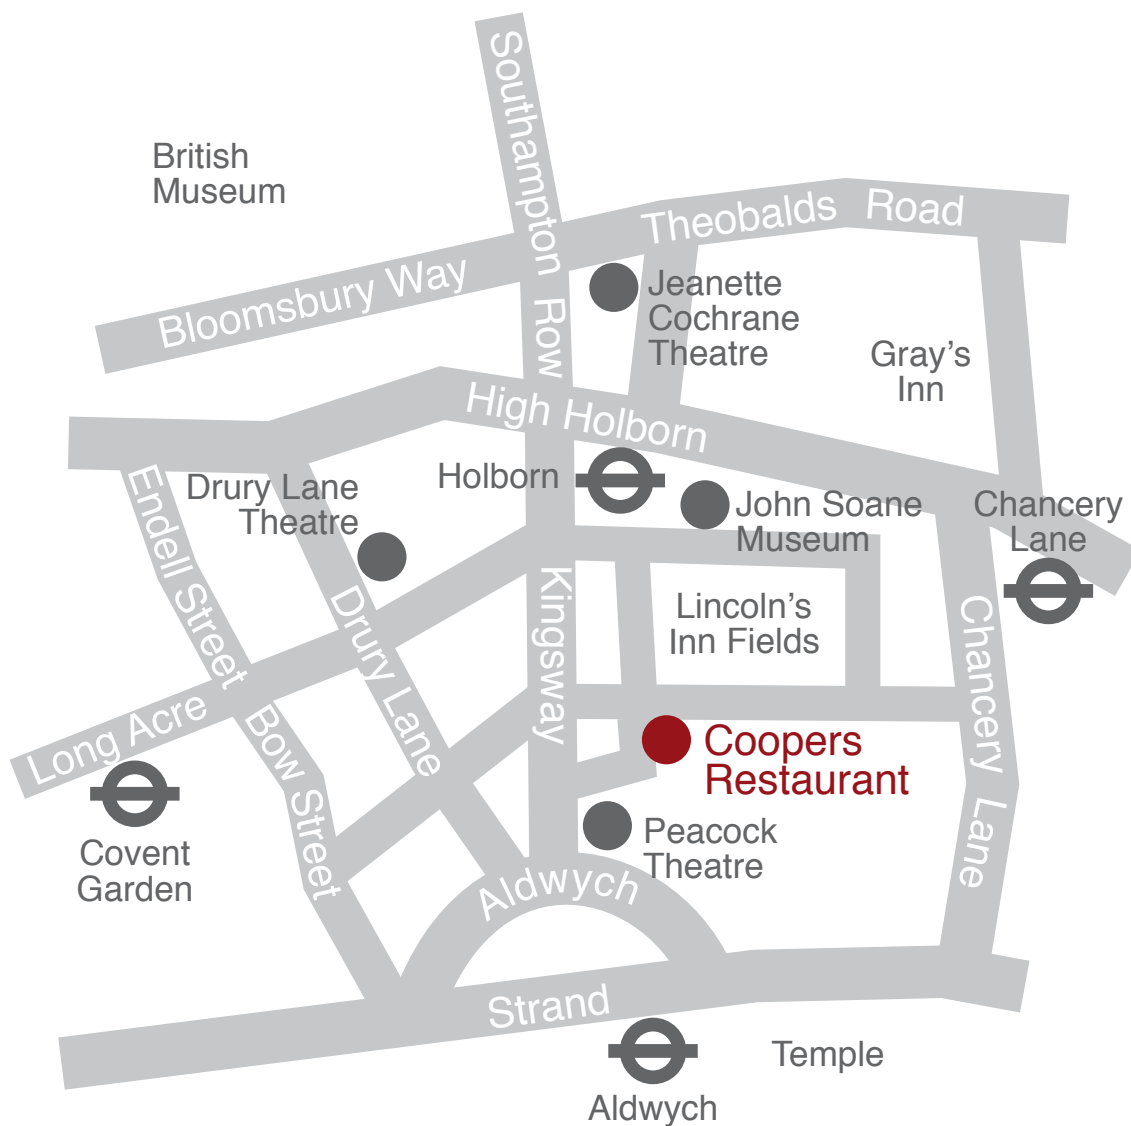 Southampton Row
British
Museum
Theobalds Road
Bloomsbury Way
Jeanette
Cochrane
Theatre
Gray’s
Inn
High Holborn
Holborn
Drury Lane
Theatre
Endell Street
John Soane
Museum
Chancery
Lane
Kingsway
Drury Lane
Lincoln’s
Inn Fields
Chancery Lane
Long Acre
Bow Street
Coopers
Restaurant
Covent
Garden
Peacock
Theatre
Aldwych
Strand
Temple
Aldwych